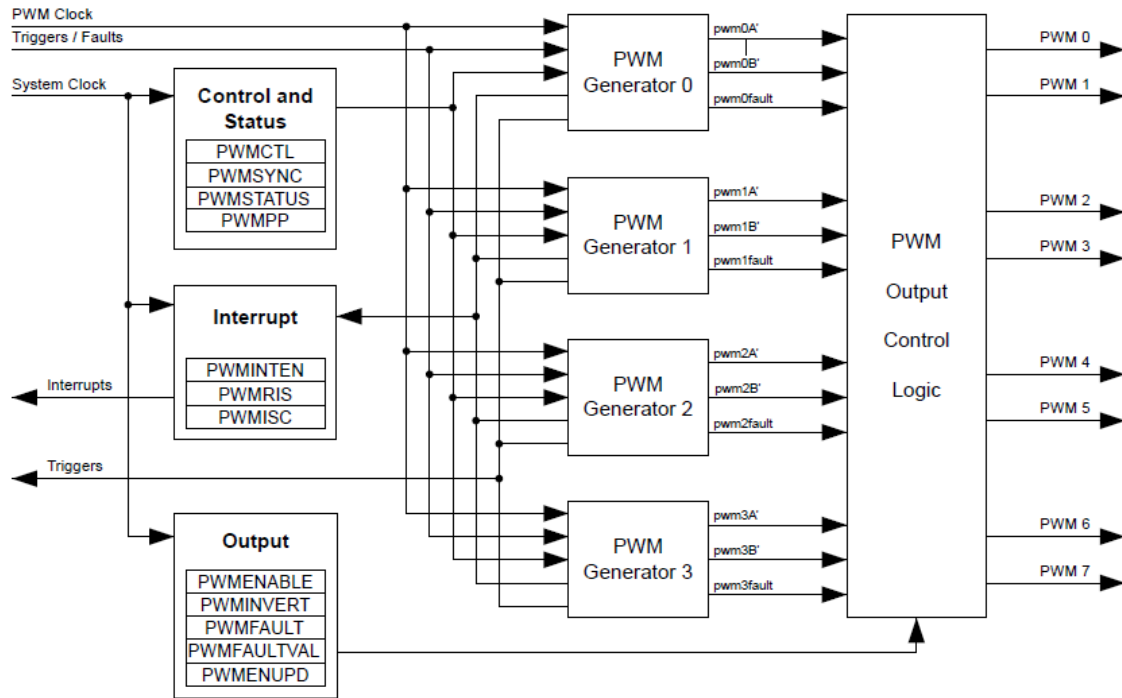 PWM Clock
Triggers / Faults
System Clock
Control and
Status
PWMCTL
PWMSYNC
PWMSTATUS
PWMPP
Interrupt
PWMINTEN
PWMRIS
PWMISC
Interrupts
Triggers
Output
PWMENABLE
PWMINVERT
PWMFAULT
PWMFAULTVAL
PWMENUPD
PWM
Generator 0
pwm0A'
pwm0B'
pwm0fault
PWM
Generator 1
pwm1A'
pwm1B'
pwm1fault
PWM
Generator 2
pwm2A'
pwm2B'
pwm2fault
PWM
Generator 3
pwm3A'
pwm3B'
pwm3fault
PWM
Output
Control
Logic
PWM 0
PWM 1
PWM 2
PWM 3
PWM 4
PWM 5
PWM 6
PWM 7